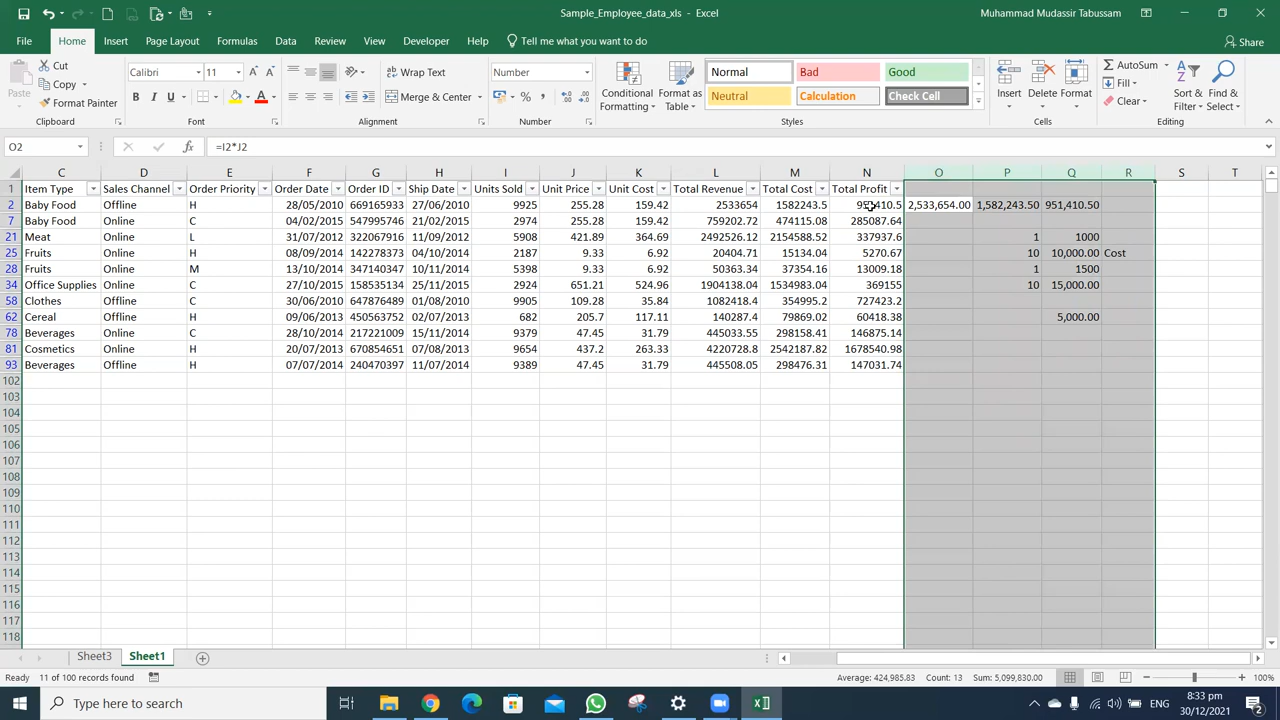 Sample_Employee_data_xls - Excel
Muhammad Mudassir Tabussam
File Home Insert Page Layout Formulas Data Review View Developer Help Tell me what you want to do Share
Paste Cut Copy Format Painter Clipboard
Calibri 11 B I U A Font
Wrap Text Merge & Center Alignment
Number % Number
Conditional Formatting Format as Table
Normal Bad Good
Neutral Calculation Check Cell
Styles
Insert Delete Format Cells
AutoSum Fill Clear Sort & Filter Find & Select Editing
O2 fx =I2*J2
C D E F G H I J K L M N O P Q R S T
1 Item Type Sales Channel Order Priority Order Date Order ID Ship Date Units Sold Unit Price Unit Cost Total Revenue Total Cost Total Profit
2 Baby Food Offline H 28/05/2010 669165933 27/06/2010 9925 255.28 159.42 2533654 1582243.5 951410.5 2,533,654.00 1,582,243.50 951,410.50
7 Baby Food Online C 04/02/2015 547995746 21/02/2015 2974 255.28 159.42 759202.72 474115.08 285087.64
21 Meat Online L 31/07/2012 322067916 11/09/2012 5908 421.89 364.69 2492526.12 2154588.52 337937.6 1 1000
25 Fruits Online H 08/09/2014 142278373 04/10/2014 2187 9.33 6.92 20404.71 15134.04 5270.67 10 10,000.00 Cost
28 Fruits Online M 13/10/2014 347140347 10/11/2014 5398 9.33 6.92 50363.34 37354.16 13009.18 1 1500
34 Office Supplies Online C 27/10/2015 158535134 25/11/2015 2924 651.21 524.96 1904138.04 1534983.04 369155 10 15,000.00
58 Clothes Offline C 30/06/2010 647876489 01/08/2010 9905 109.28 35.84 1082418.4 354995.2 727423.2
62 Cereal Offline H 09/06/2013 450563752 02/07/2013 682 205.7 117.11 140287.4 79869.02 60418.38 5,000.00
78 Beverages Online C 28/10/2014 217221009 15/11/2014 9379 47.45 31.79 445033.55 298158.41 146875.14
81 Cosmetics Online H 20/07/2013 670854651 07/08/2013 9654 437.2 263.33 4220728.8 2542187.82 1678540.98
93 Beverages Offline H 07/07/2014 240470397 11/07/2014 9389 47.45 31.79 445508.05 298476.31 147031.74
102
103
104
105
106
107
108
109
110
111
112
113
114
115
116
117
118
Sheet3 Sheet1
Ready 11 of 100 records found Average: 424,985.83 Count: 13 Sum: 5,099,830.00 100%
Type here to search ENG 8:33 pm
30/12/2021 2